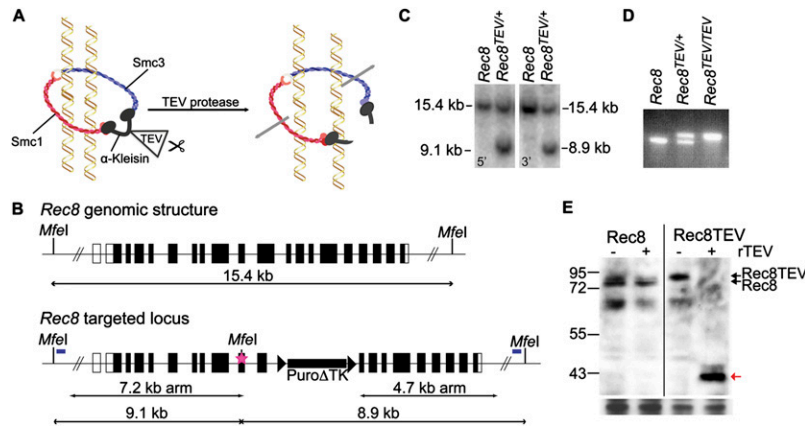 A
Smc3
TEV protease
Smc1
α-Kleisin
TEV
B
Rec8 genomic structure
MfeI
MfeI
15.4 kb
Rec8 targeted locus
MfeI
MfeI
MfeI
PuroΔTK
7.2 kb arm
4.7 kb arm
9.1 kb
8.9 kb
C
Rec8
Rec8TEV/+
Rec8
Rec8TEV/+
15.4 kb
15.4 kb
9.1 kb
8.9 kb
5'
3'
D
Rec8
Rec8TEV/+
Rec8TEV/TEV
E
Rec8
Rec8TEV
- + - + rTEV
95
72
55
43
Rec8TEV
Rec8